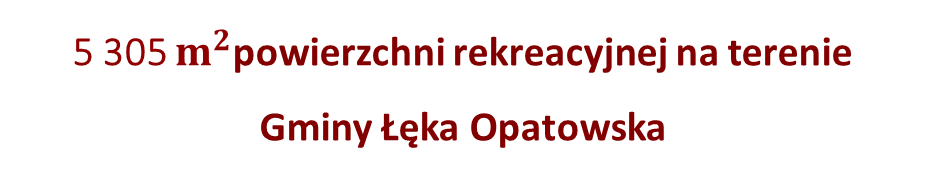 5 305 m² powierzchni rekreacyjnej na terenie
Gminy Łęka Opatowska